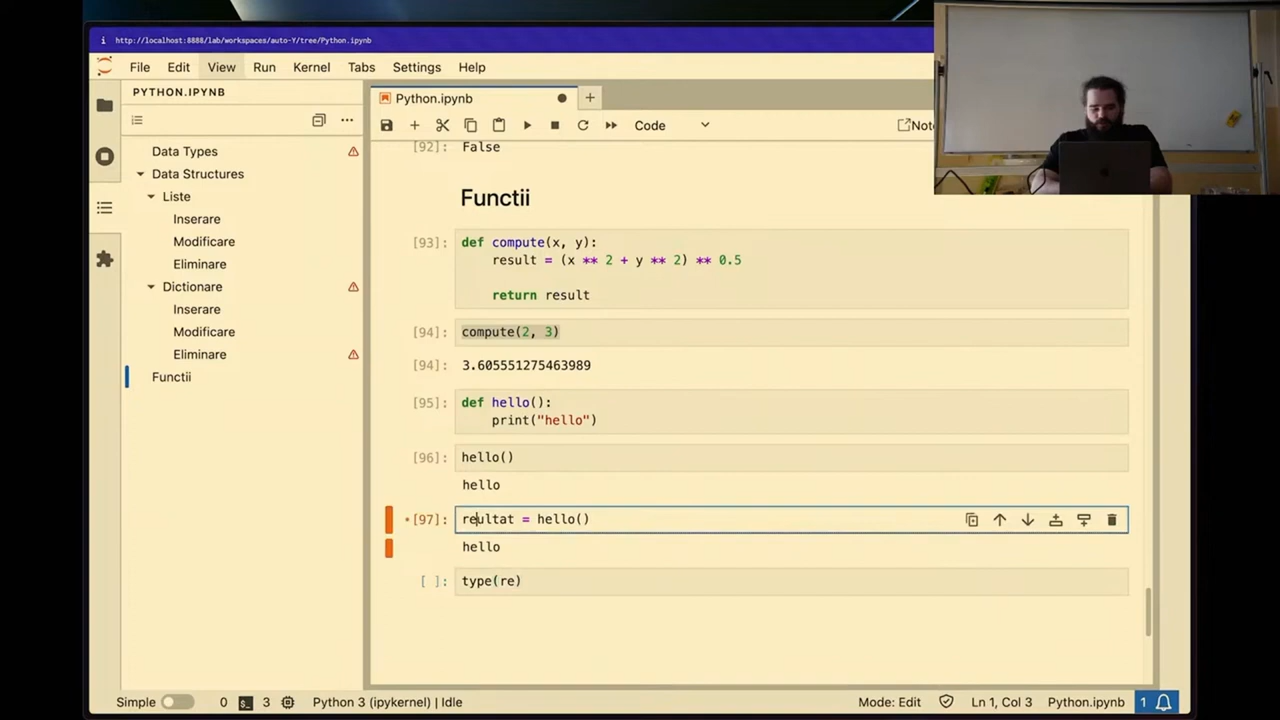 http://localhost:8888/lab/workspaces/auto-Y/tree/Python.ipynb
File Edit View Run Kernel Tabs Settings Help
PYTHON.IPYNB
Python.ipynb
Code
Note
Data Types
Data Structures
Liste
Inserare
Modificare
Eliminare
Dictionare
Inserare
Modificare
Eliminare
Functii
[92]: False
Functii
[93]: def compute(x, y):
result = (x ** 2 + y ** 2) ** 0.5
return result
[94]: compute(2, 3)
[94]: 3.605551275463989
[95]: def hello():
print("hello")
[96]: hello()
hello
[97]: reultat = hello()
hello
[ ]: type(re)
Simple 0 3 Python 3 (ipykernel) | Idle Mode: Edit Ln 1, Col 3 Python.ipynb 1